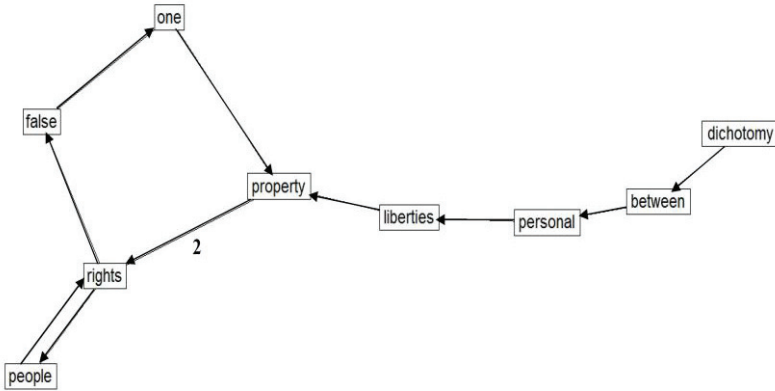 one
false
dichotomy
property
between
liberties
personal
2
rights
people